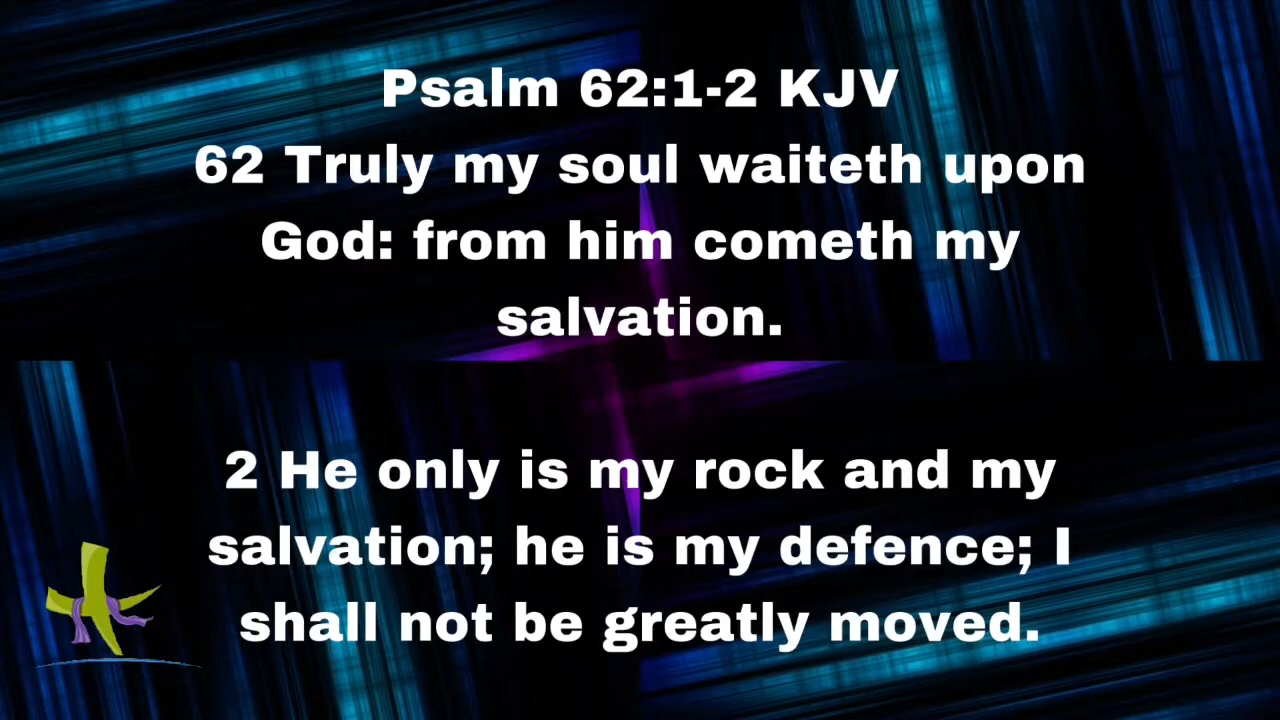 Psalm 62:1-2 KJV
62 Truly my soul waiteth upon
God: from him cometh my
salvation.
2 He only is my rock and my
salvation; he is my defence; I
shall not be greatly moved.